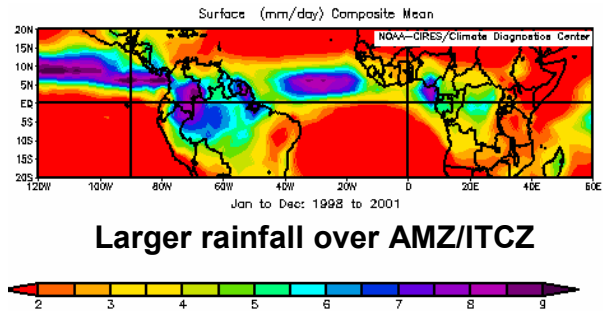 Surface (mm/day) Composite Mean
NOAA-CIRES/Climate Diagnostics Center
20N
15N
10N
5N
EQ
5S
10S
15S
20S
120W 100W 80W 60W 40W 20W 0 20E 40E 60E
Jan to Dec: 1998 to 2001
Larger rainfall over AMZ/ITCZ
2 3 4 5 6 7 8 9